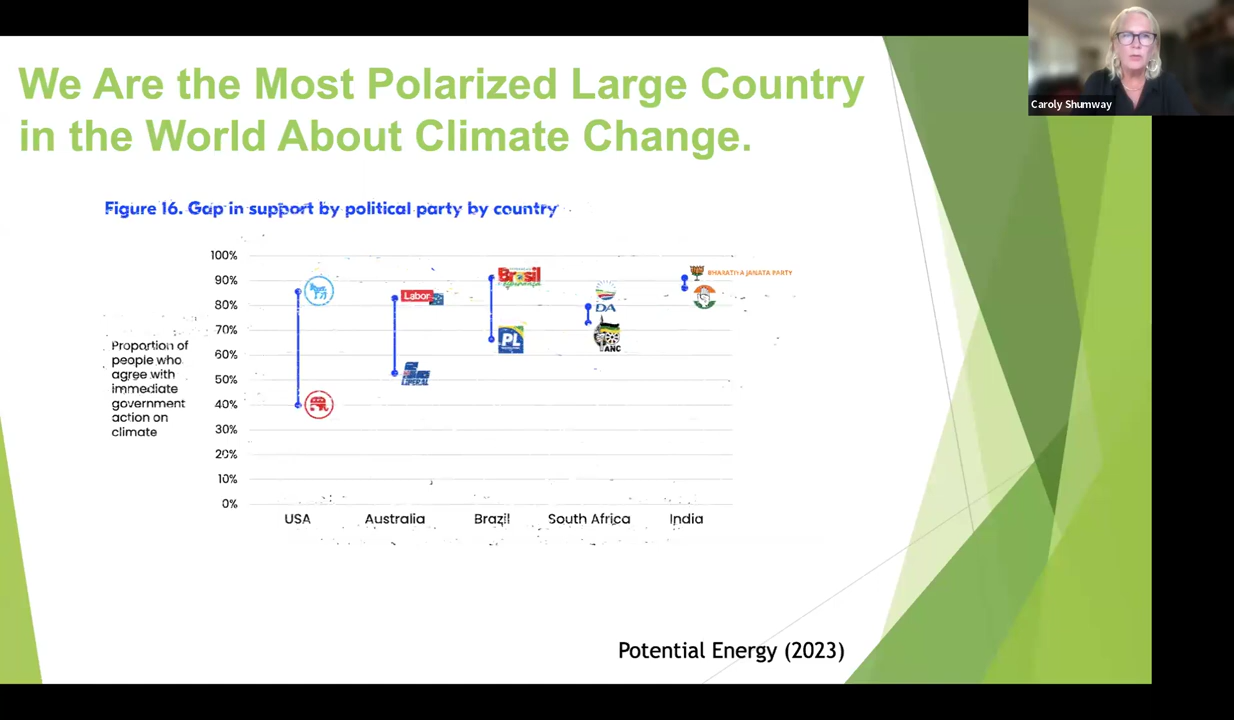 We Are the Most Polarized Large Country
in the World About Climate Change.
Caroly Shumway
Figure 16. Gap in support by political party by country
Proportion of
people who
agree with
immediate
government
action on
climate
100%
90%
80%
70%
60%
50%
40%
30%
20%
10%
0%
Labor
LIBERAL
Brasil
PL
DA
ANC
BHARATIYA JANATA PARTY
USA
Australia
Brazil
South Africa
India
Potential Energy (2023)